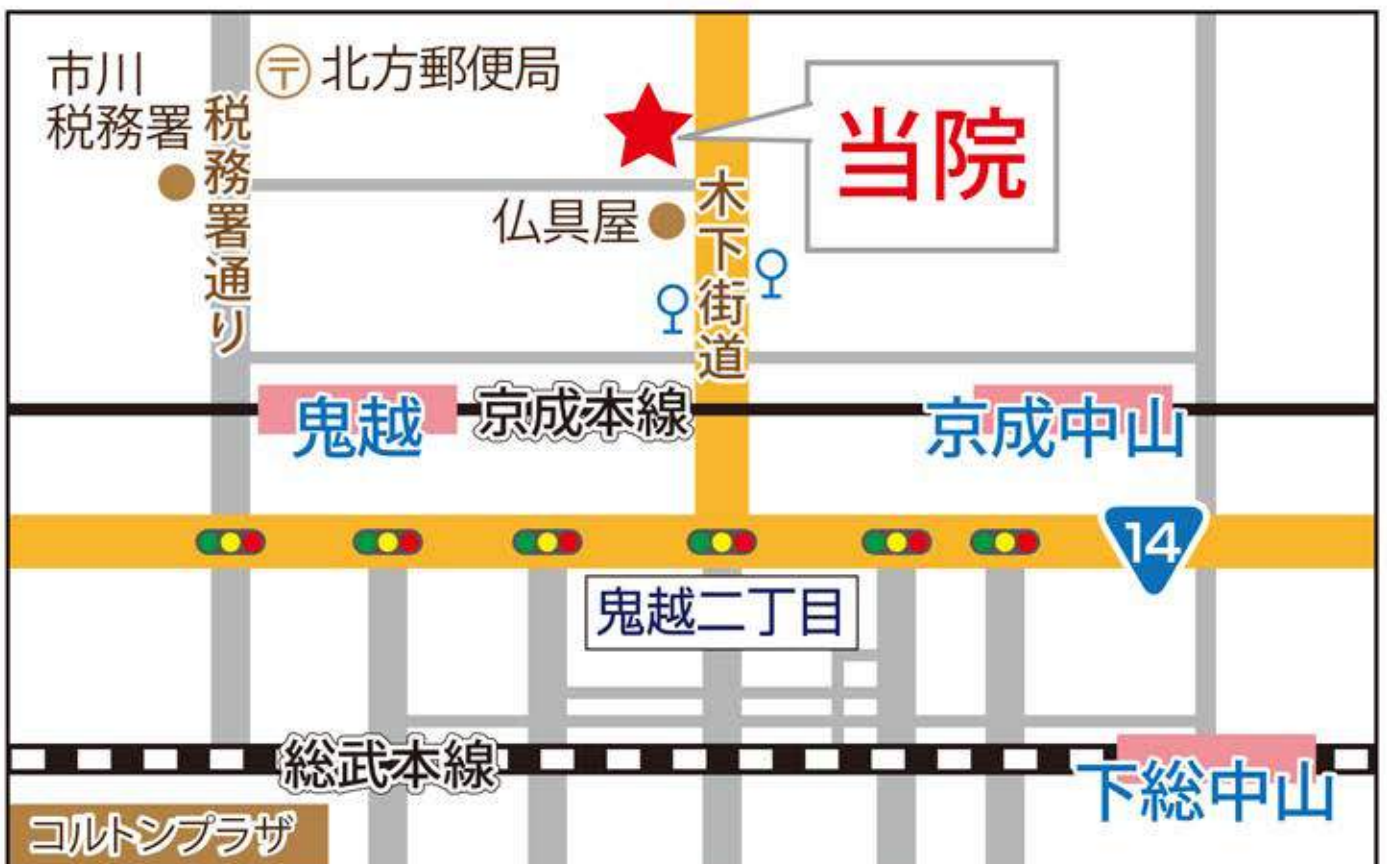 市川
税務署
〒 北方郵便局
税務署通り
当院
仏具屋
木下街道
鬼越
京成本線
京成中山
14
鬼越二丁目
総武本線
下総中山
コルトンプラザ